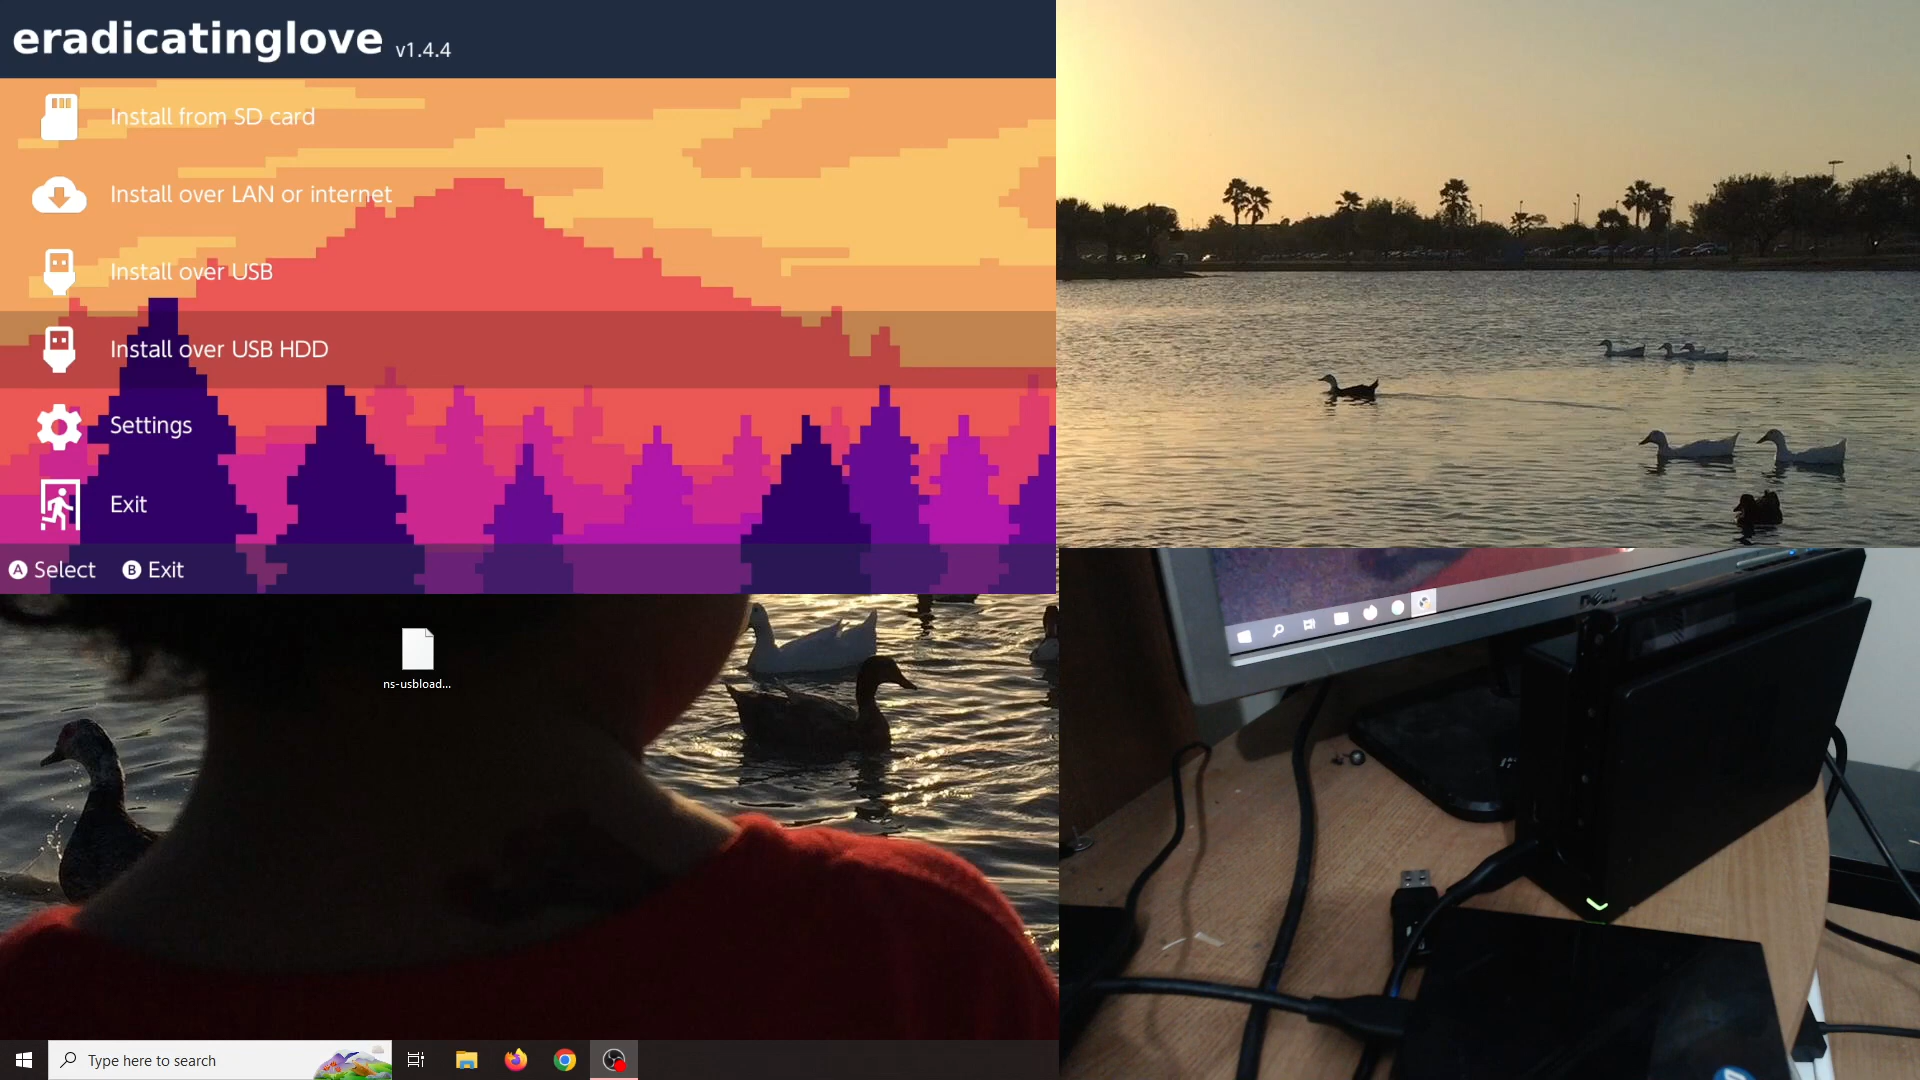 eradicatinglove v1.4.4
Install from SD card
Install over LAN or internet
Install over USB
Install over USB HDD
Settings
Exit
A Select B Exit
ns-usbload...
DELL
Type here to search